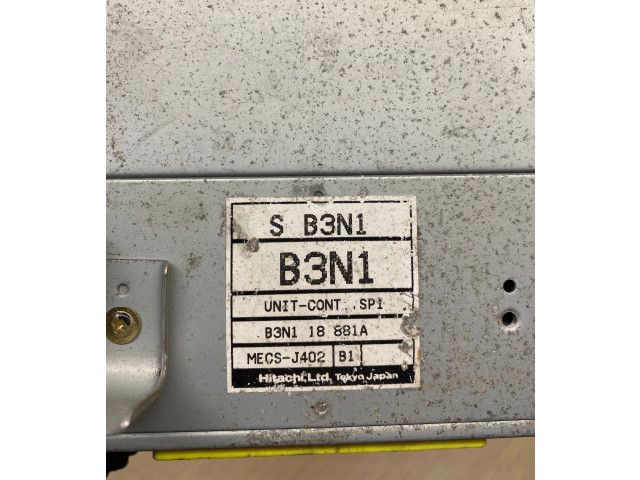 S B3N1
B3N1
UNIT-CONT. SPI
B3N1 18 881A
MECS-J402 B1
Hitachi, Ltd. Tokyo Japan